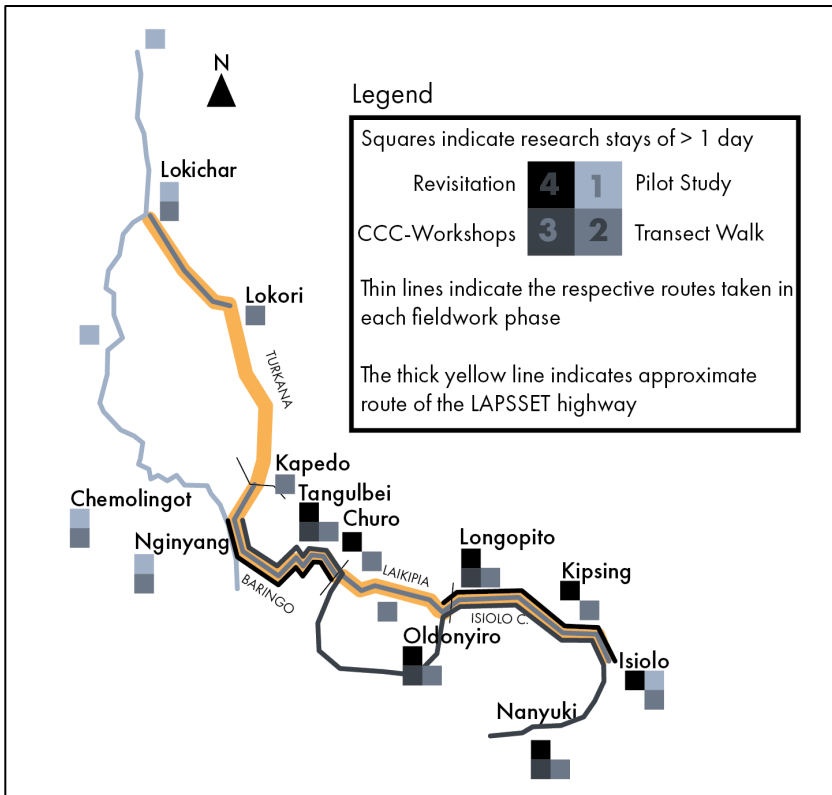 N
Legend
Squares indicate research stays of > 1 day
Revisitation 4 1 Pilot Study
CCC-Workshops 3 2 Transect Walk
Thin lines indicate the respective routes taken in
each fieldwork phase
The thick yellow line indicates approximate
route of the LAPSSET highway
Lokichar
Lokori
TURKANA
Kapedo
Chemolingot
Tangulbei
Churo
Nginyang
Longopito
LAIKIPIA
Kipsing
BARINGO
ISIOLO C.
Oldonyiro
Isiolo
Nanyuki